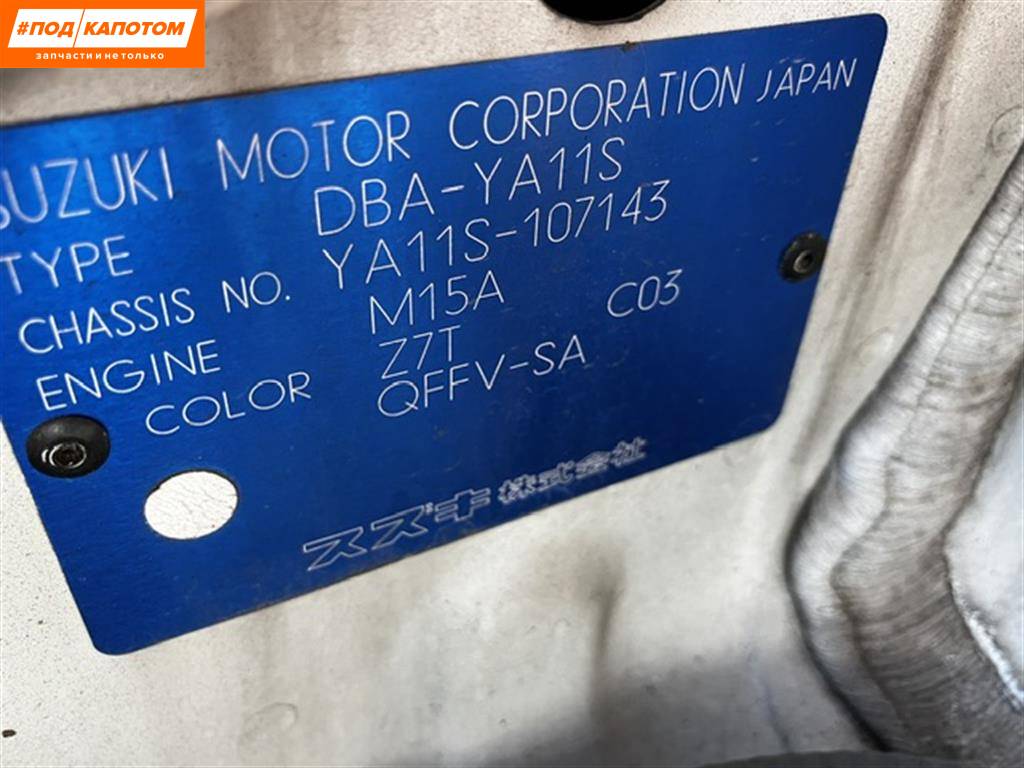 #ПОД КАПОТОМ
запчасти и не только
SUZUKI MOTOR CORPORATION JAPAN
TYPE DBA-YA11S
CHASSIS NO. YA11S-107143
ENGINE M15A
COLOR Z7T C03
QFFV-SA
スズキ株式会社